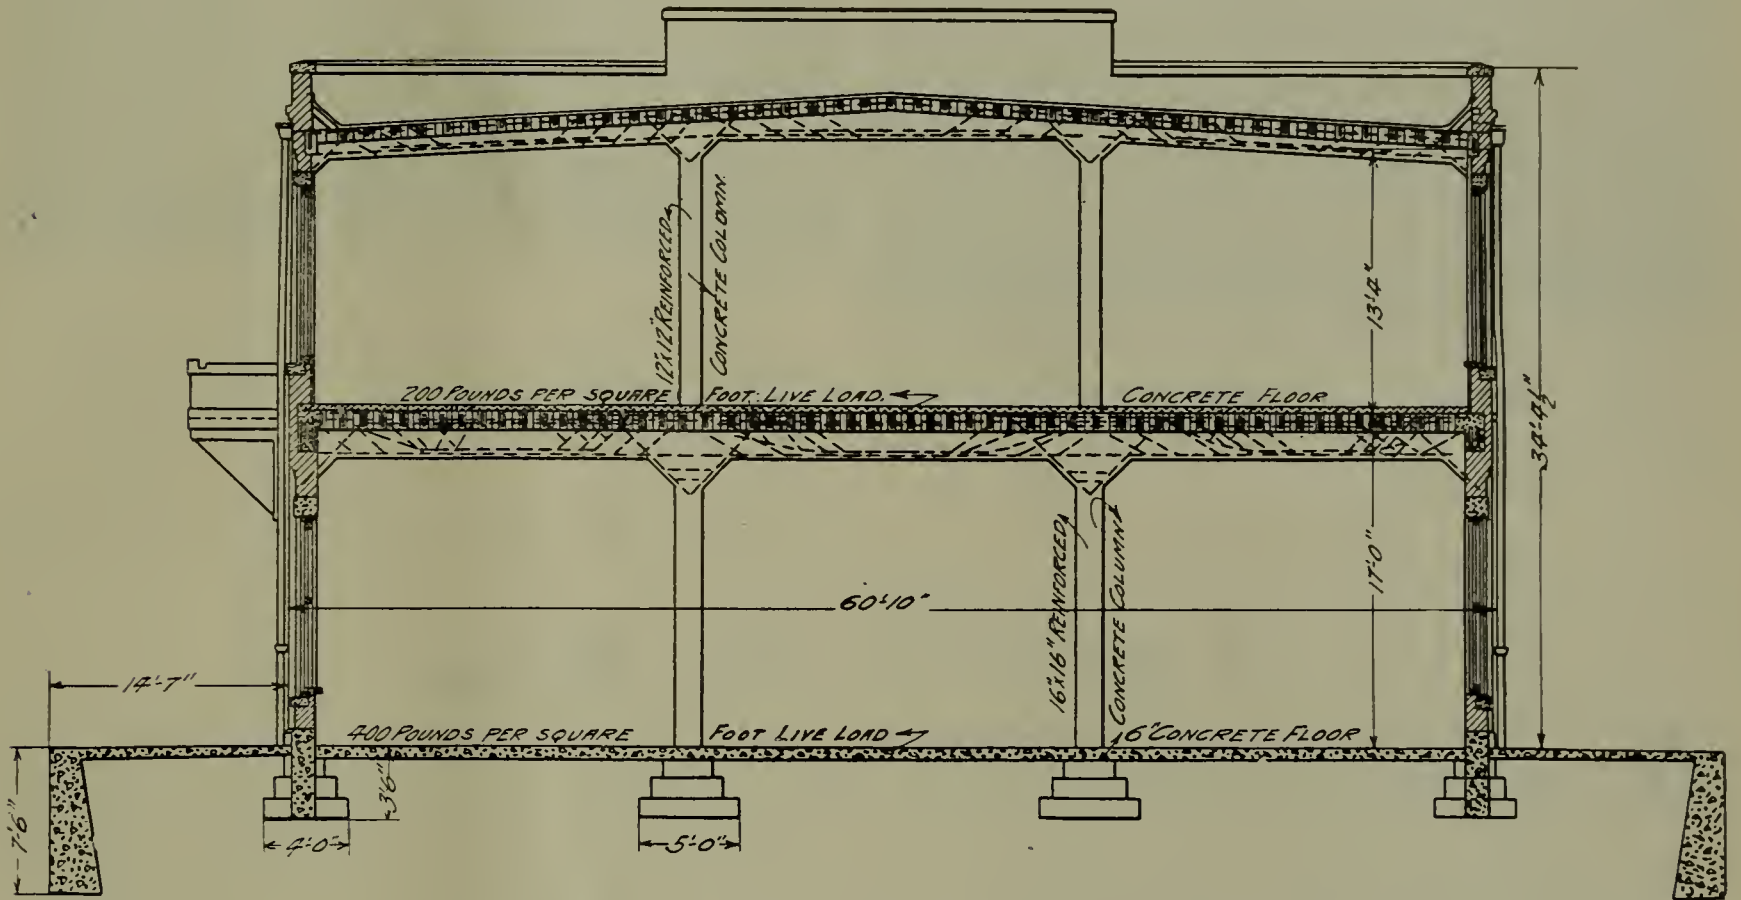 12"X12" REINFORCED
CONCRETE COLOMN.
13'-4"
34'-4½"
200 POUNDS PER SQUARE FOOT. LIVE LOAD.
CONCRETE FLOOR
16"X16" REINFORCED
CONCRETE COLUMN
17'-0"
60'-10"
14'-7"
400 POUNDS PER SQUARE FOOT LIVE LOAD
6" CONCRETE FLOOR
7'-6"
3'6"
4'-0"
5'-0"